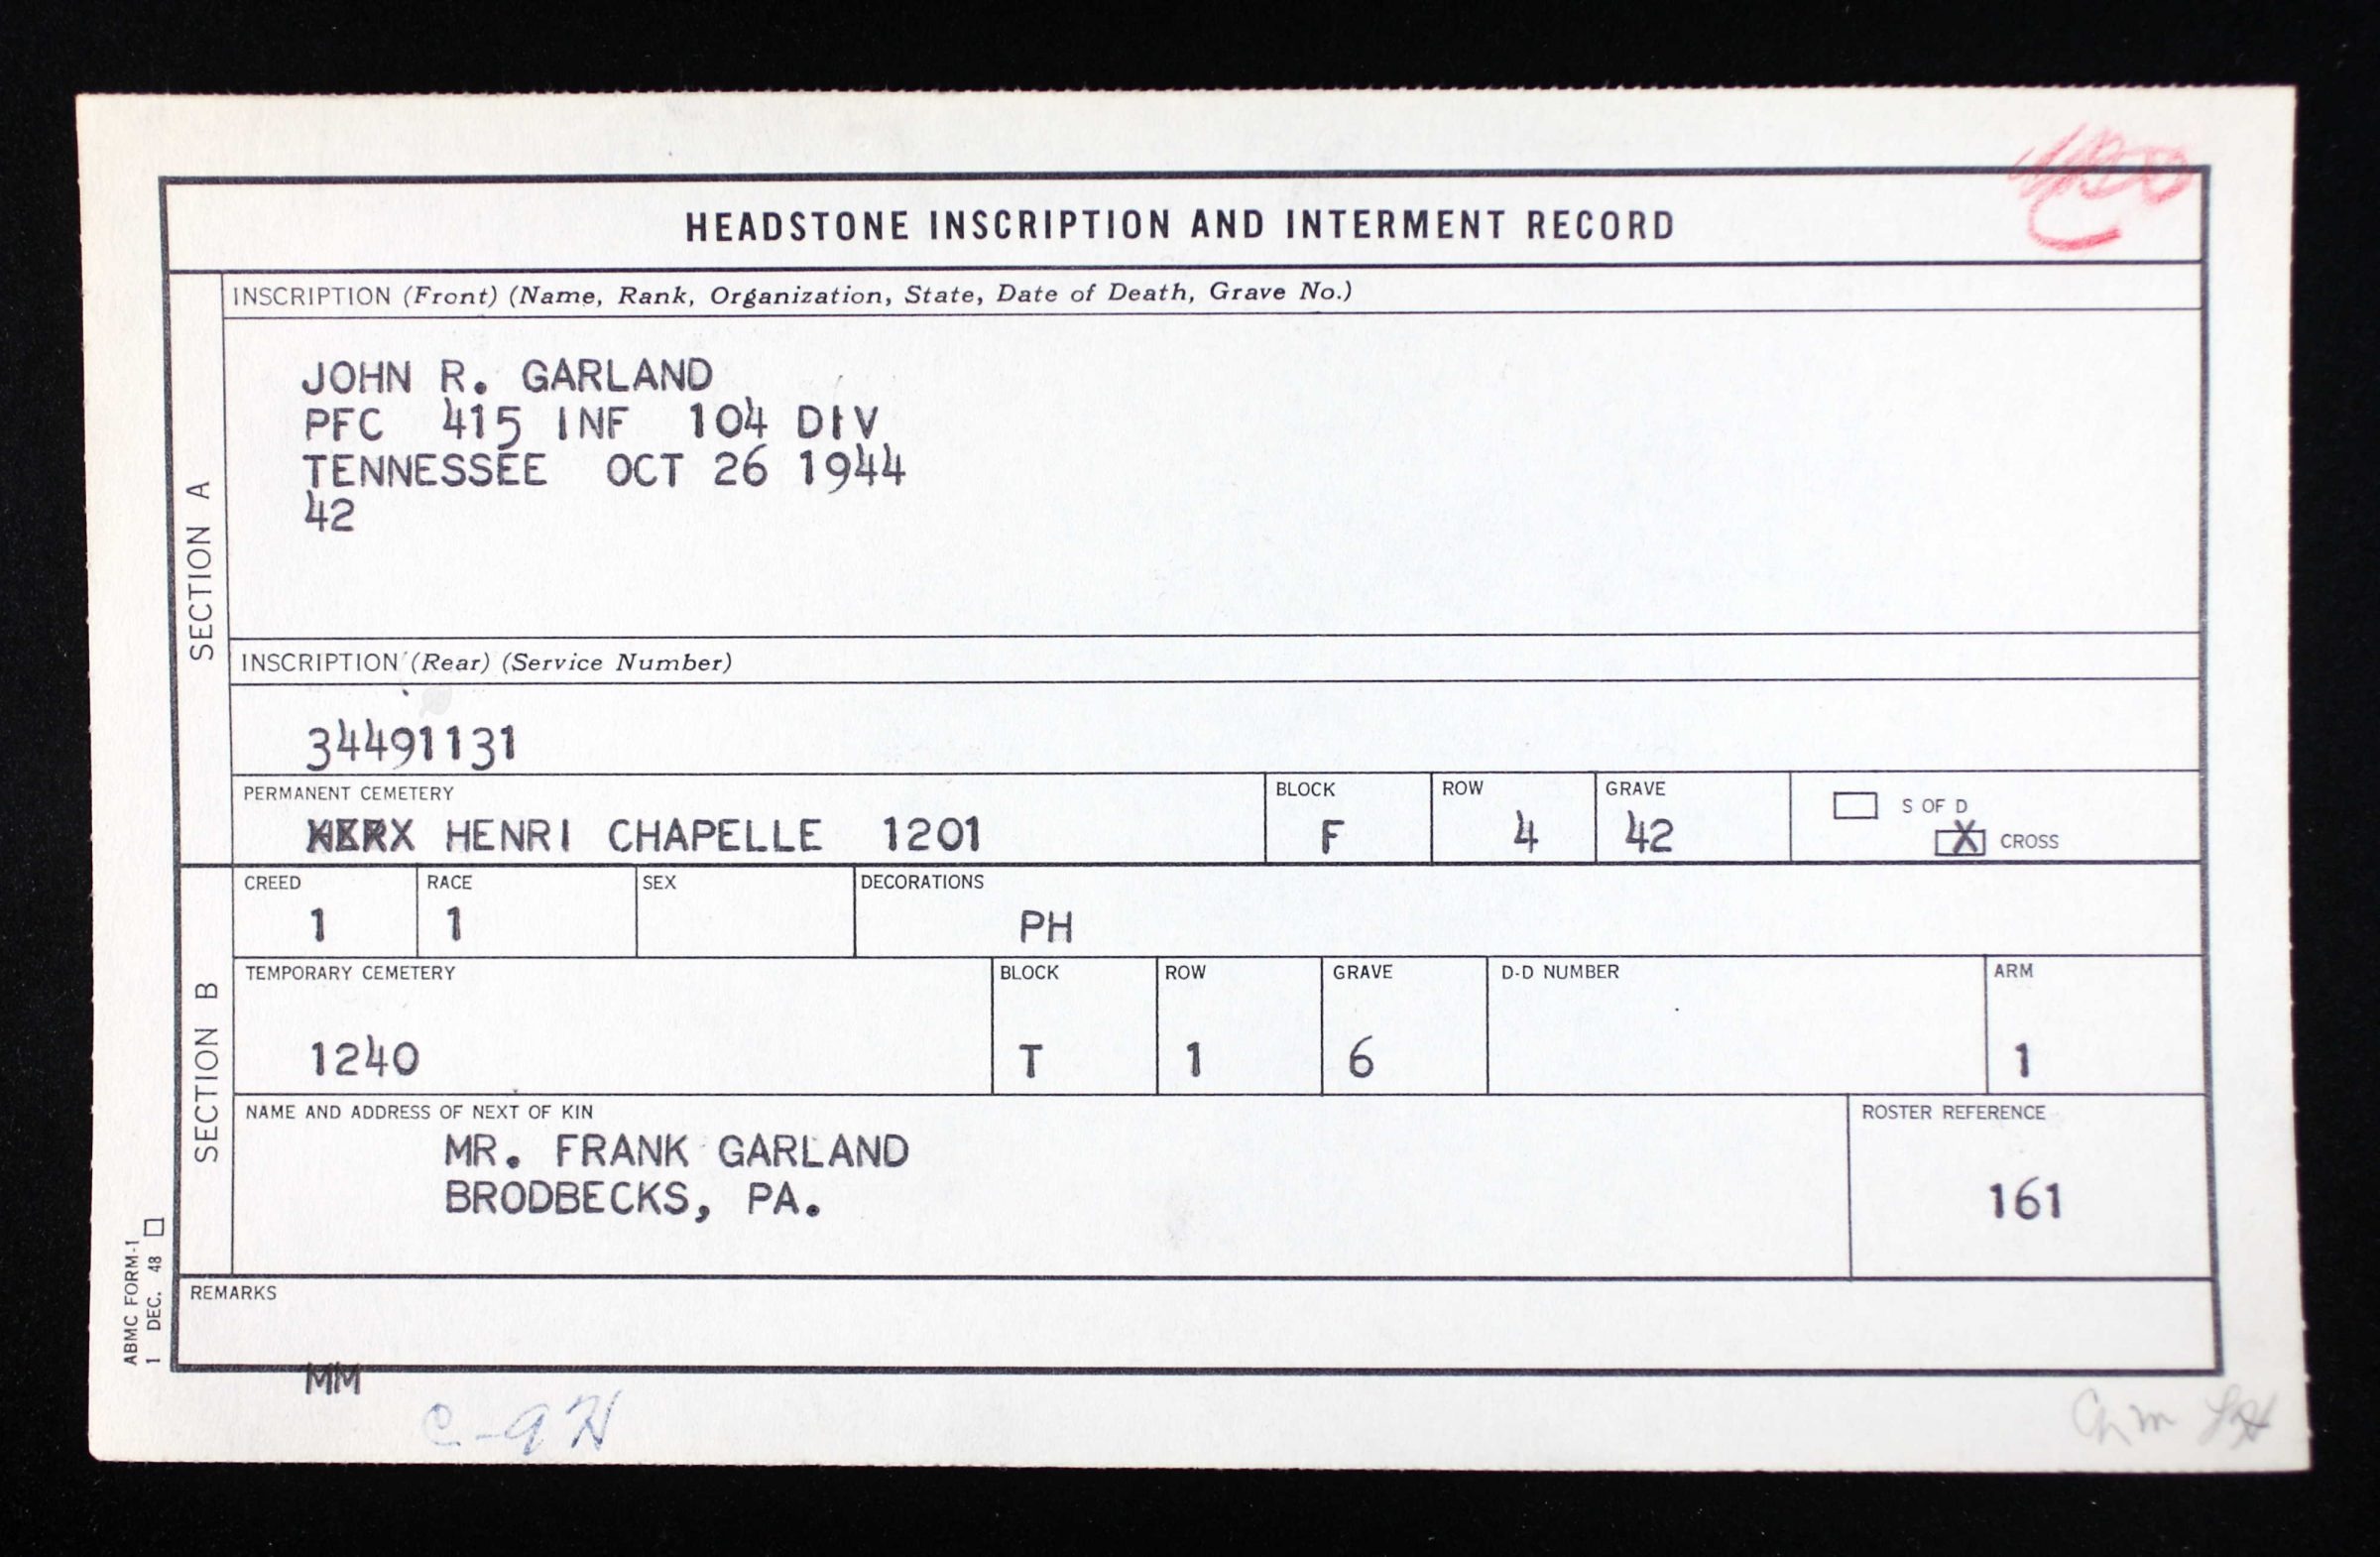 HEADSTONE INSCRIPTION AND INTERMENT RECORD
SECTION A
INSCRIPTION (Front) (Name, Rank, Organization, State, Date of Death, Grave No.)
JOHN R. GARLAND
PFC 415 INF 104 DIV
TENNESSEE OCT 26 1944
42
INSCRIPTION (Rear) (Service Number)
34491131
PERMANENT CEMETERY BLOCK ROW GRAVE
HENRI CHAPELLE 1201 F 4 42
S OF D
X CROSS
SECTION B
CREED RACE SEX DECORATIONS
1 1 PH
TEMPORARY CEMETERY BLOCK ROW GRAVE D-D NUMBER ARM
1240 T 1 6 1
NAME AND ADDRESS OF NEXT OF KIN ROSTER REFERENCE
MR. FRANK GARLAND
BRODBECKS, PA.
161
REMARKS
ABMC FORM-1
1 DEC. 48
MM
C-9H